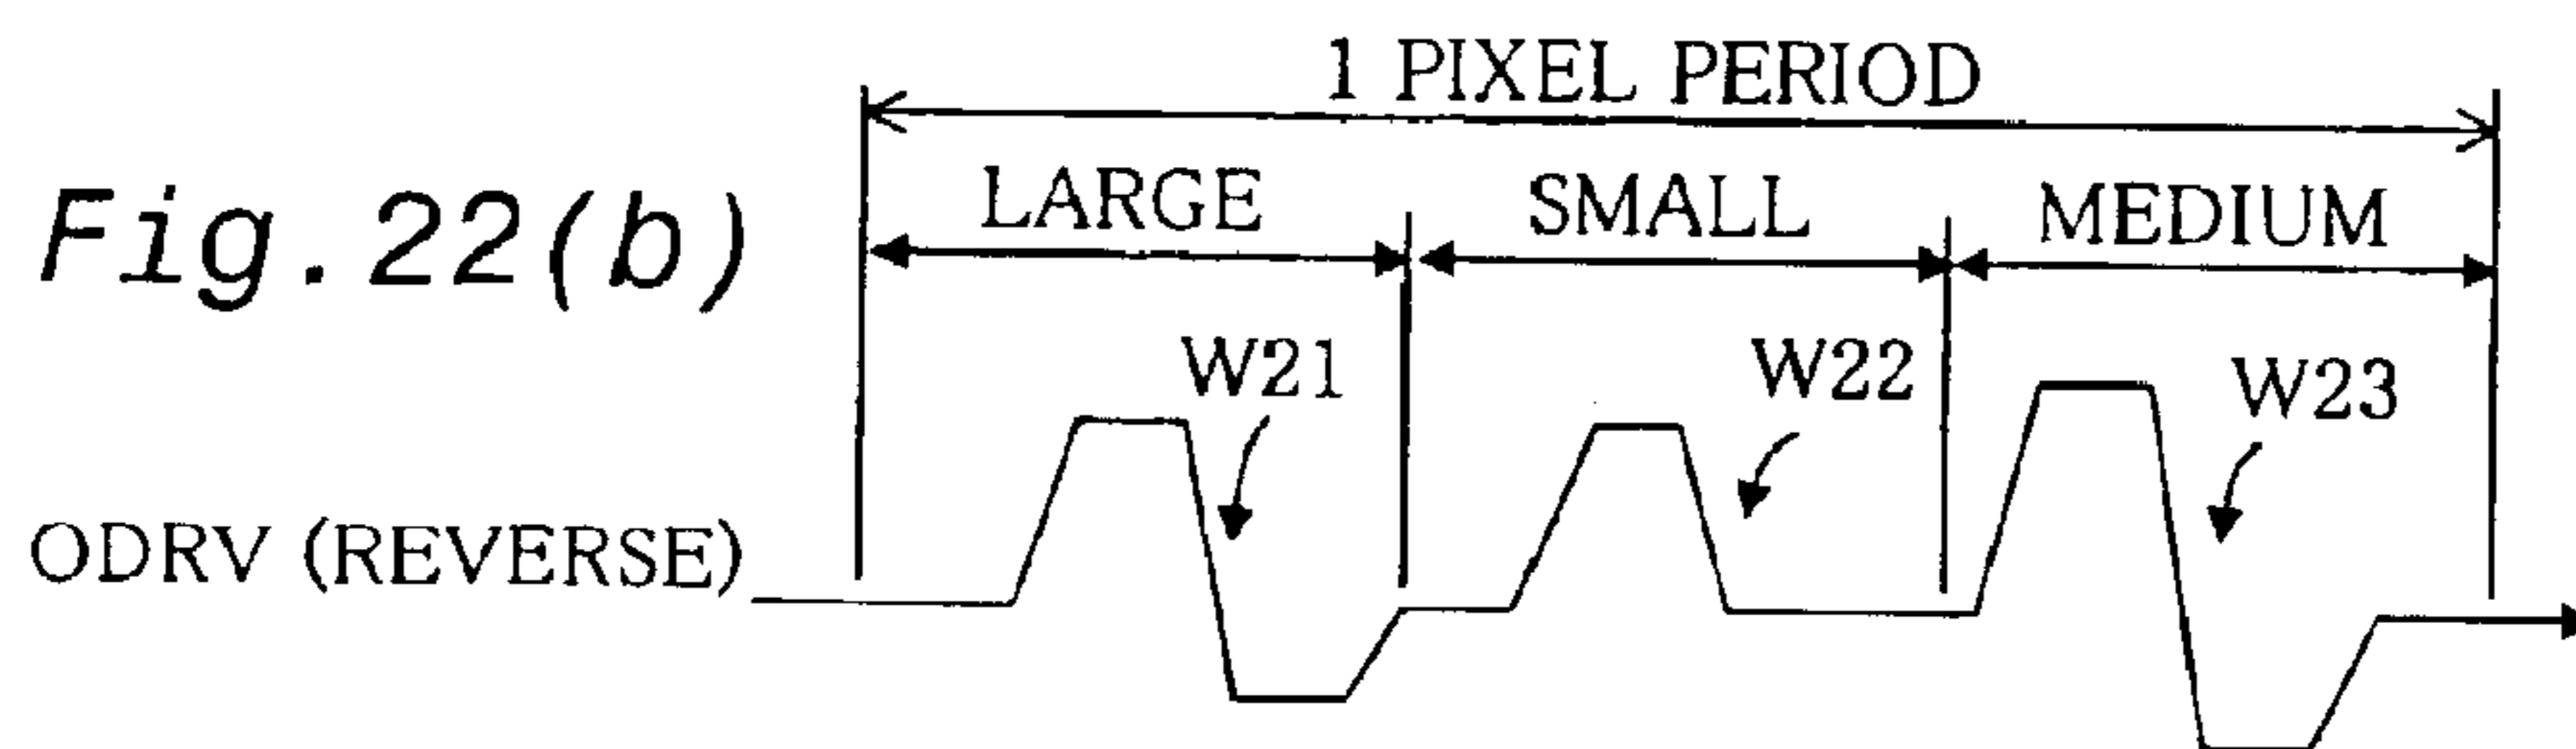 1 PIXEL PERIOD
Fig.22(b)
LARGE
SMALL
MEDIUM
W21
W22
W23
ODRV (REVERSE)